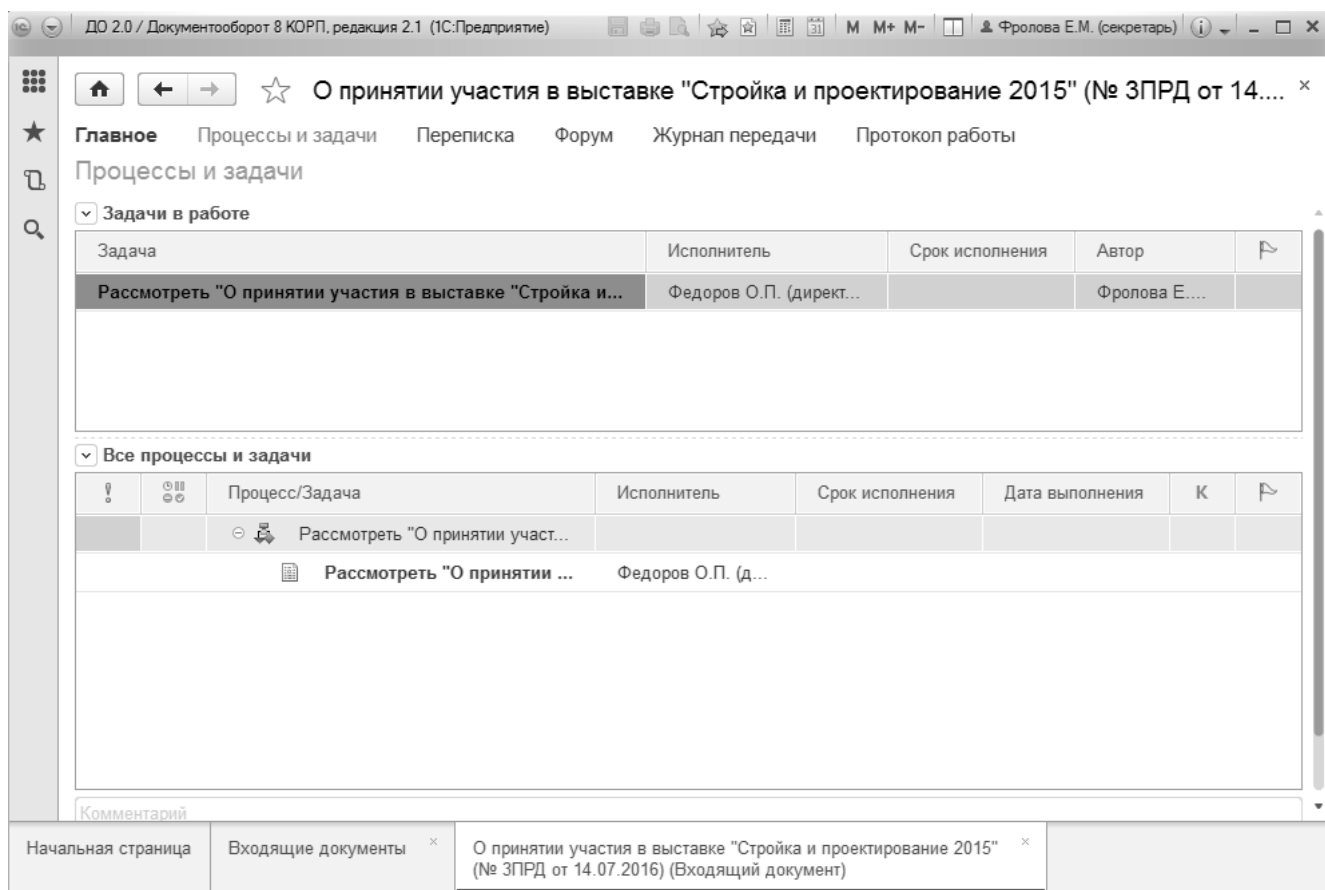 ДО 2.0 / Документооборот 8 КОРП, редакция 2.1 (1С:Предприятие) 31 M M+ M- Фролова Е.М. (секретарь)
О принятии участия в выставке "Стройка и проектирование 2015" (№ 3ПРД от 14....
Главное Процессы и задачи Переписка Форум Журнал передачи Протокол работы
Процессы и задачи
Задачи в работе
Задача Исполнитель Срок исполнения Автор
Рассмотреть "О принятии участия в выставке "Стройка и... Федоров О.П. (директ... Фролова Е....
Все процессы и задачи
Процесс/Задача Исполнитель Срок исполнения Дата выполнения К
Рассмотреть "О принятии участ...
Рассмотреть "О принятии ... Федоров О.П. (д...
Комментарий
Начальная страница Входящие документы О принятии участия в выставке "Стройка и проектирование 2015"
(№ 3ПРД от 14.07.2016) (Входящий документ)